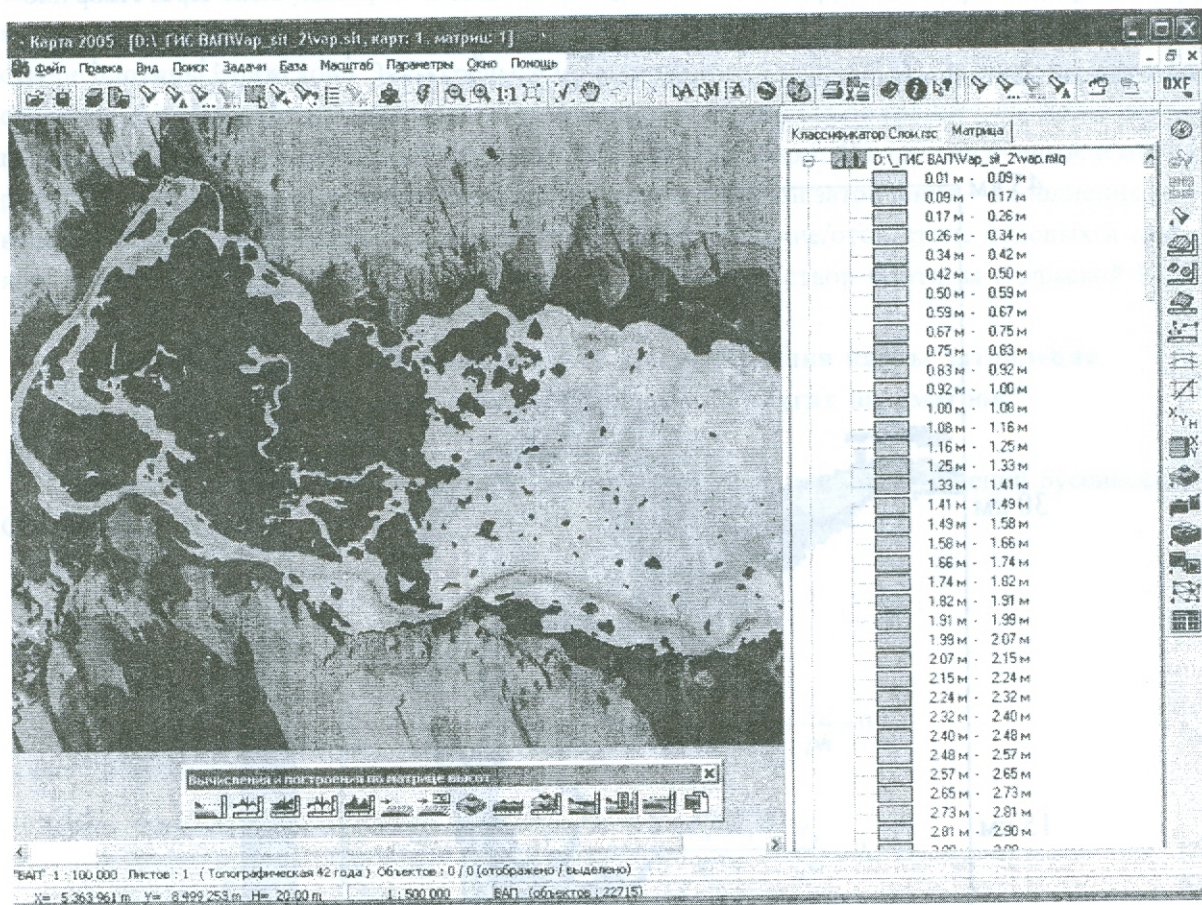 Карта 2005 - [D:\_ГИС ВАП\Vap_sit_2\vap.sit, карт: 1, матриц: 1]
Файл Правка Вид Поиск Задачи База Масштаб Параметры Окно Помощь
1:1
DXF
Классификатор Слои.rsc Матрица
D:\_ГИС ВАП\Vap_sit_2\vap.mtq
0.01 м - 0.09 м
0.09 м - 0.17 м
0.17 м - 0.26 м
0.26 м - 0.34 м
0.34 м - 0.42 м
0.42 м - 0.50 м
0.50 м - 0.59 м
0.59 м - 0.67 м
0.67 м - 0.75 м
0.75 м - 0.83 м
0.83 м - 0.92 м
0.92 м - 1.00 м
1.00 м - 1.08 м
1.08 м - 1.16 м
1.16 м - 1.25 м
1.25 м - 1.33 м
1.33 м - 1.41 м
1.41 м - 1.49 м
1.49 м - 1.58 м
1.58 м - 1.66 м
1.66 м - 1.74 м
1.74 м - 1.82 м
1.82 м - 1.91 м
1.91 м - 1.99 м
1.99 м - 2.07 м
2.07 м - 2.15 м
2.15 м - 2.24 м
2.24 м - 2.32 м
2.32 м - 2.40 м
2.40 м - 2.48 м
2.48 м - 2.57 м
2.57 м - 2.65 м
2.65 м - 2.73 м
2.73 м - 2.81 м
2.81 м - 2.90 м
Вычисления и построения по матрице высот
"ВАП" 1 : 100 000 Листов : 1 (Топографическая 42 года) Объектов : 0 / 0 (отображено / выделено)
X= 5 363 961 m Y= 8 499 253 m H= 20.00 m 1 : 500 000 ВАП (объектов : 22715)